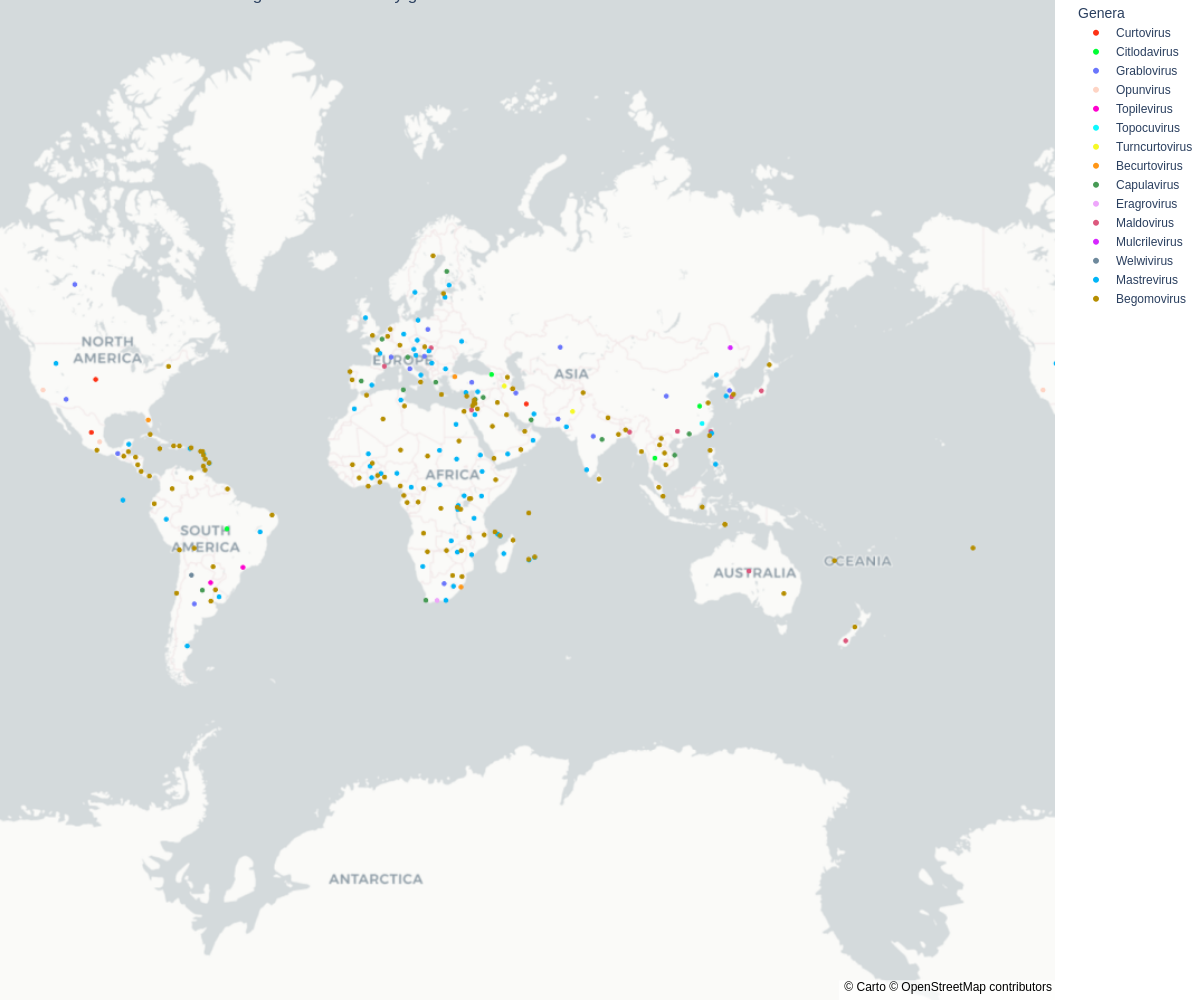 Genera
Curtovirus
Citlodavirus
Grablovirus
Opunvirus
Topilevirus
Topocuvirus
Turncurtovirus
Becurtovirus
Capulavirus
Eragrovirus
Maldovirus
Mulcrilevirus
Welwivirus
Mastrevirus
Begomovirus
NORTH
AMERICA
EUROPE
ASIA
AFRICA
SOUTH
AMERICA
OCEANIA
AUSTRALIA
ANTARCTICA
© Carto © OpenStreetMap contributors